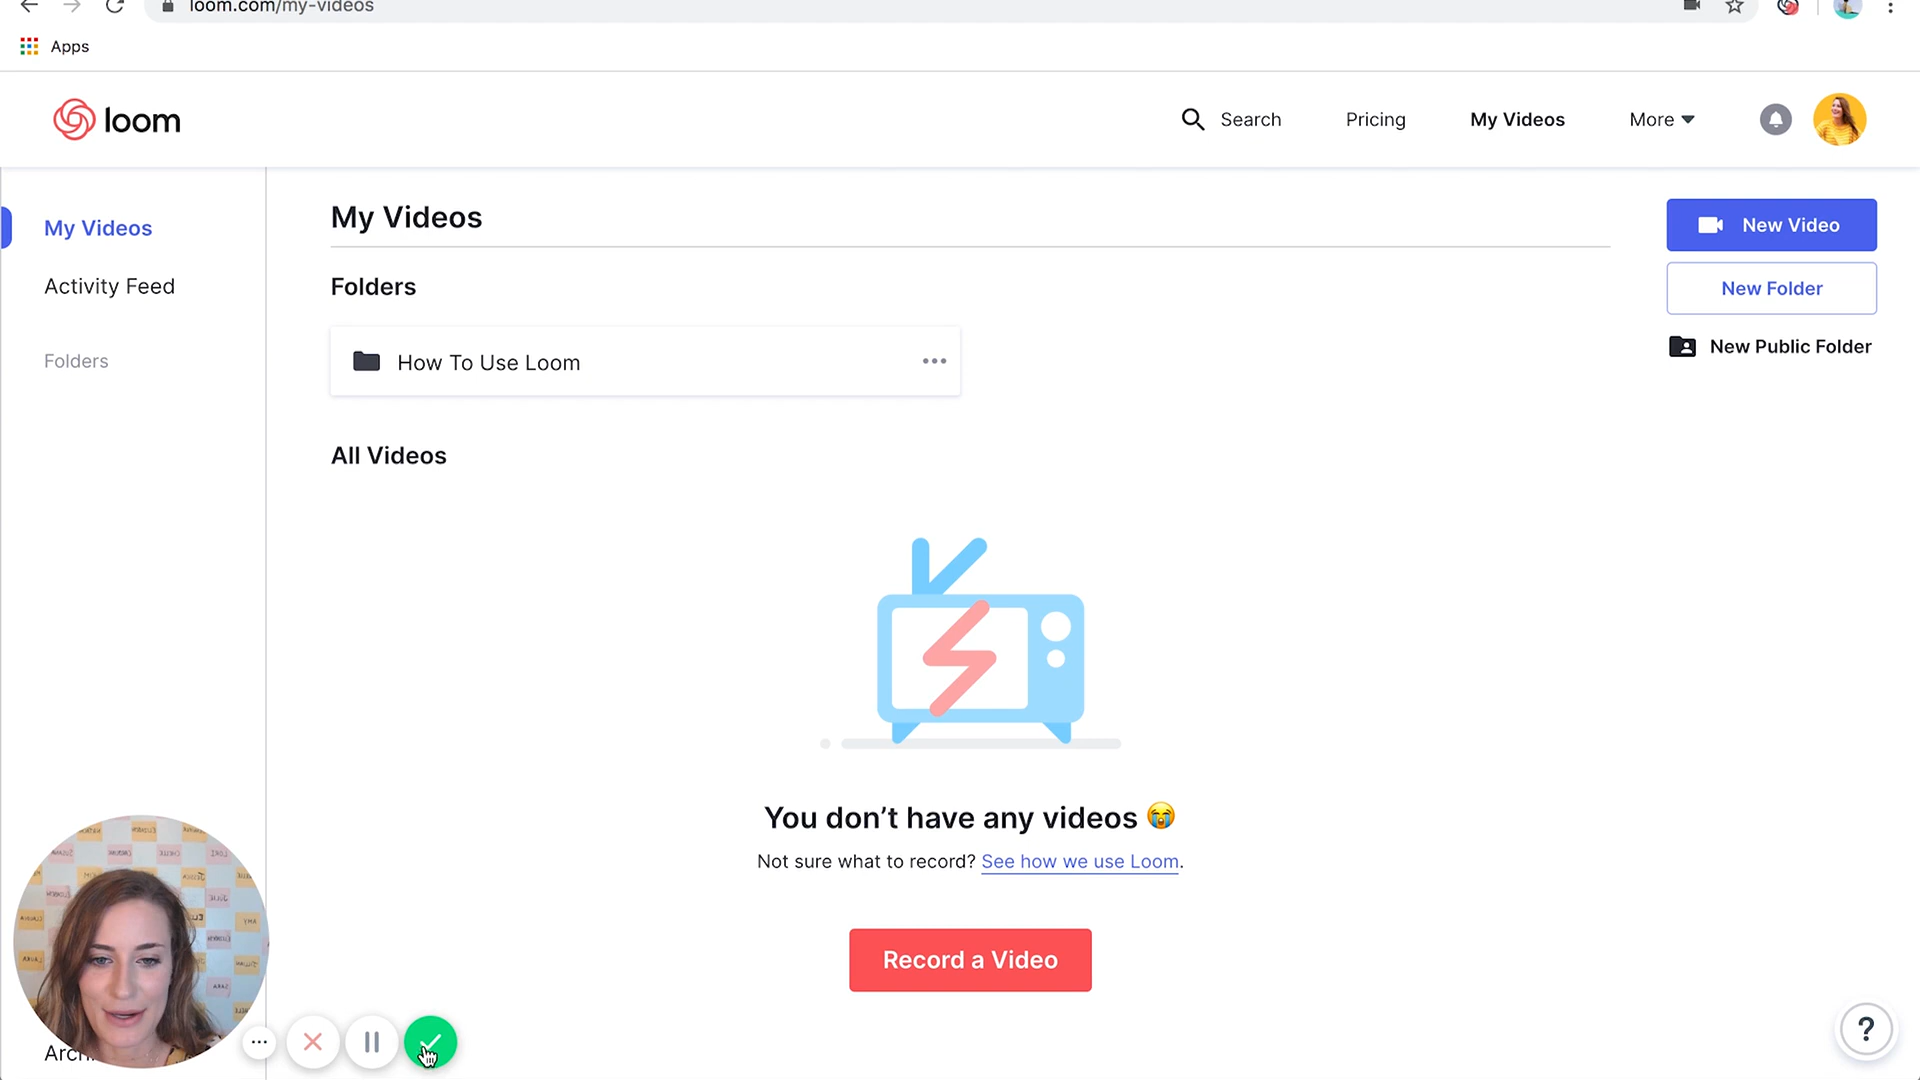 loom.com/my-videos
Apps
loom
Search
Pricing
My Videos
More
My Videos
Activity Feed
Folders
My Videos
Folders
How To Use Loom
All Videos
New Video
New Folder
New Public Folder
You don’t have any videos 😭
Not sure what to record? See how we use Loom.
Record a Video
Arch
?